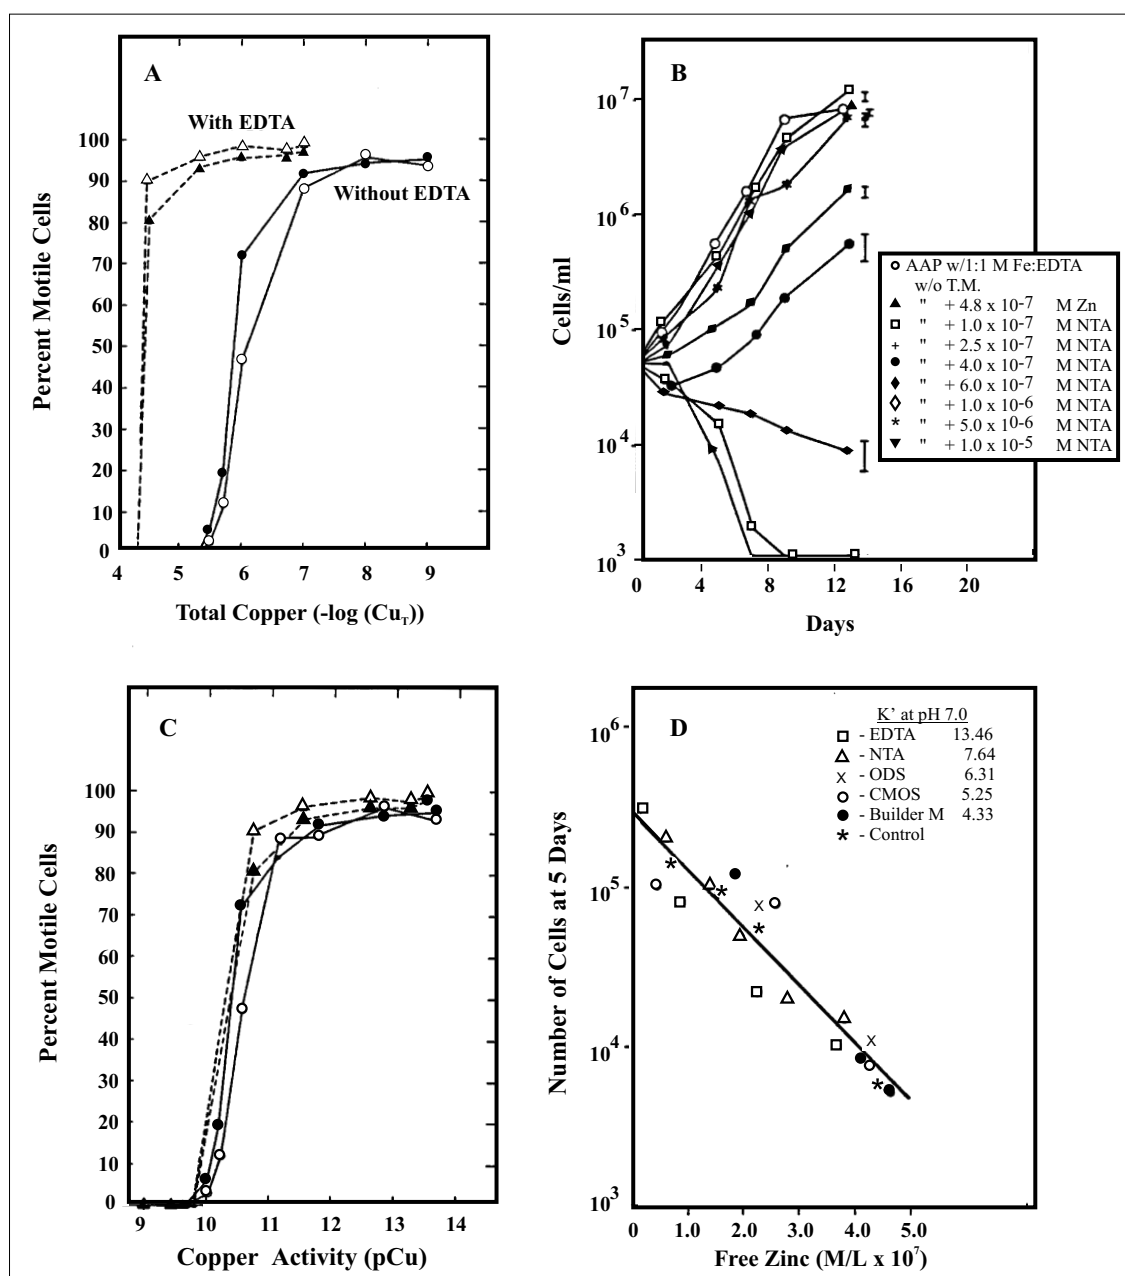 A
With EDTA
Without EDTA
100
90
80
70
60
50
40
30
20
10
0
4 5 6 7 8 9
Percent Motile Cells
Total Copper (-log (CuT))
B
10^7
10^6
10^5
10^4
10^3
0 4 8 12 16 20
Cells/ml
Days
AAP w/1:1 M Fe:EDTA
w/o T.M.
" + 4.8 x 10-7 M Zn
" + 1.0 x 10-7 M NTA
" + 2.5 x 10-7 M NTA
" + 4.0 x 10-7 M NTA
" + 6.0 x 10-7 M NTA
" + 1.0 x 10-6 M NTA
" + 5.0 x 10-6 M NTA
" + 1.0 x 10-5 M NTA
C
100
90
80
70
60
50
40
30
20
10
0
9 10 11 12 13 14
Percent Motile Cells
Copper Activity (pCu)
D
K' at pH 7.0
- EDTA 13.46
- NTA 7.64
- ODS 6.31
- CMOS 5.25
- Builder M 4.33
- Control
10^6
10^5
10^4
10^3
0 1.0 2.0 3.0 4.0 5.0
Number of Cells at 5 Days
Free Zinc (M/L x 10^7)